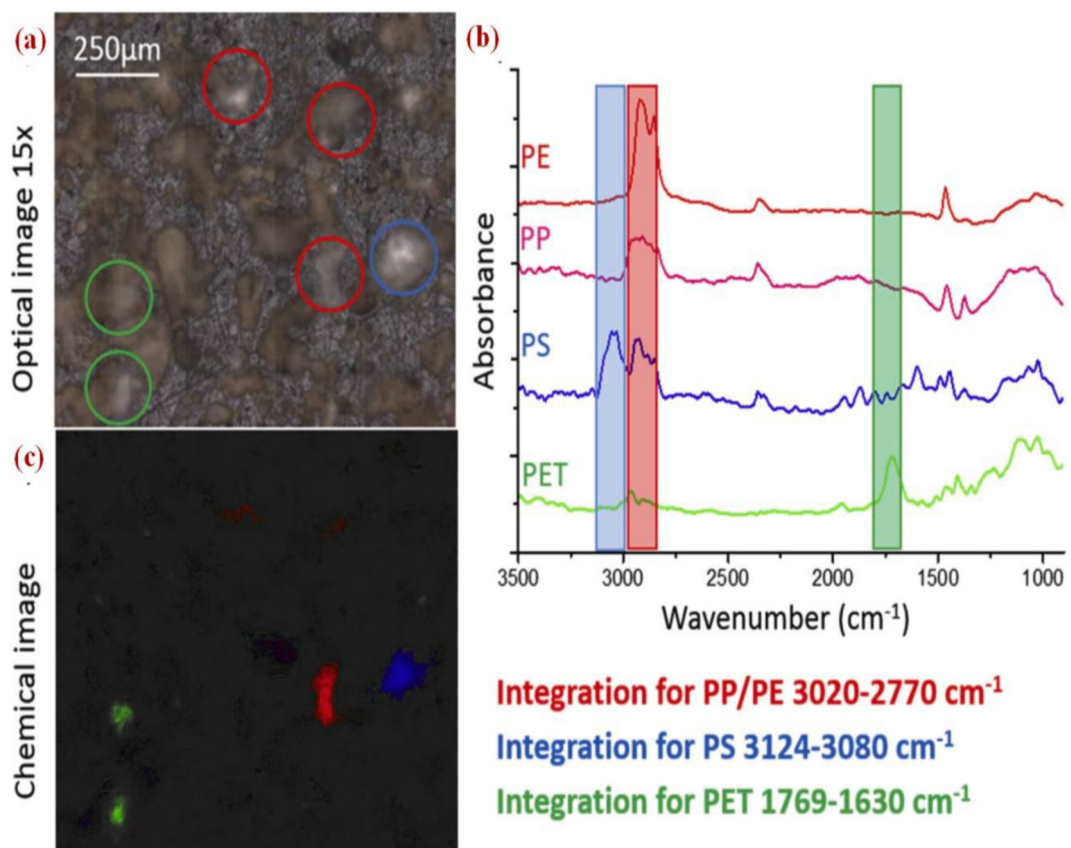 (a)
250μm
Optical image 15x
(b)
Absorbance
PE
PP
PS
PET
3500 3000 2500 2000 1500 1000
Wavenumber (cm-1)
(c)
Chemical image
Integration for PP/PE 3020-2770 cm-1
Integration for PS 3124-3080 cm-1
Integration for PET 1769-1630 cm-1